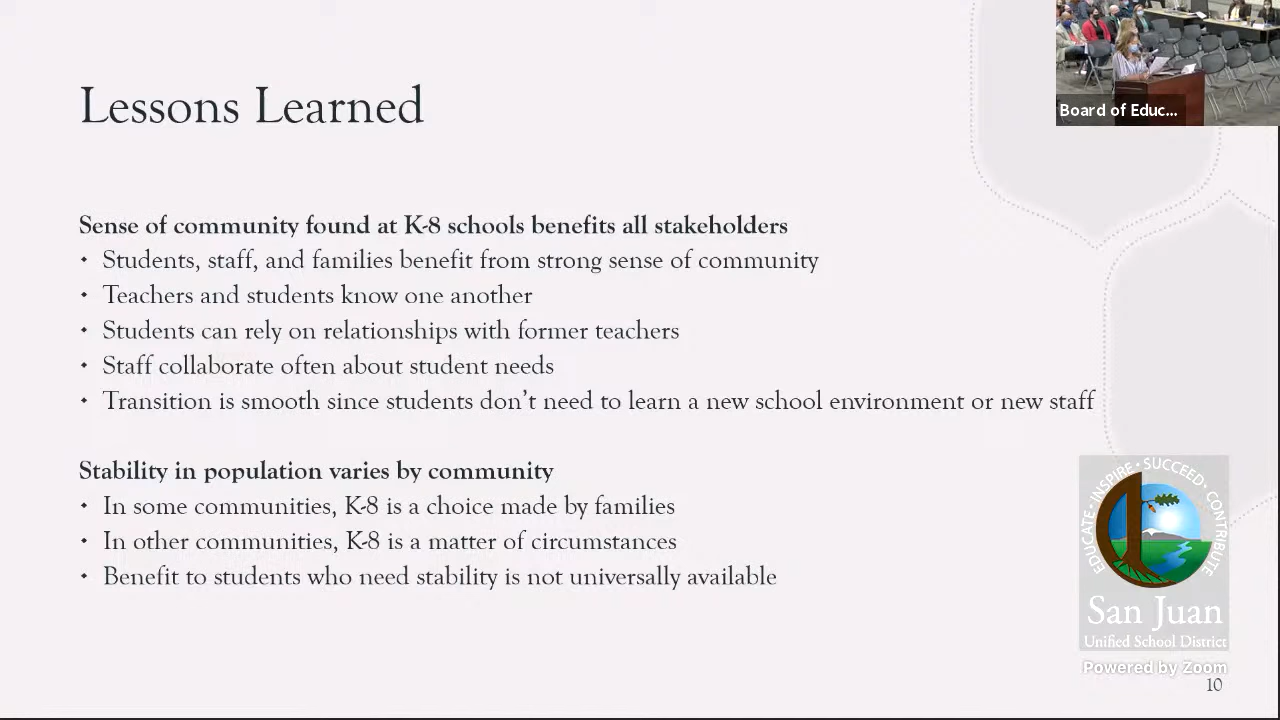 Board of Educ...
Lessons Learned
Sense of community found at K-8 schools benefits all stakeholders
• Students, staff, and families benefit from strong sense of community
• Teachers and students know one another
• Students can rely on relationships with former teachers
• Staff collaborate often about student needs
• Transition is smooth since students don't need to learn a new school environment or new staff
Stability in population varies by community
• In some communities, K-8 is a choice made by families
• In other communities, K-8 is a matter of circumstances
• Benefit to students who need stability is not universally available
EDUCATE • INSPIRE • SUCCEED • CONTRIBUTE
San Juan
Unified School District
Powered by Zoom
10